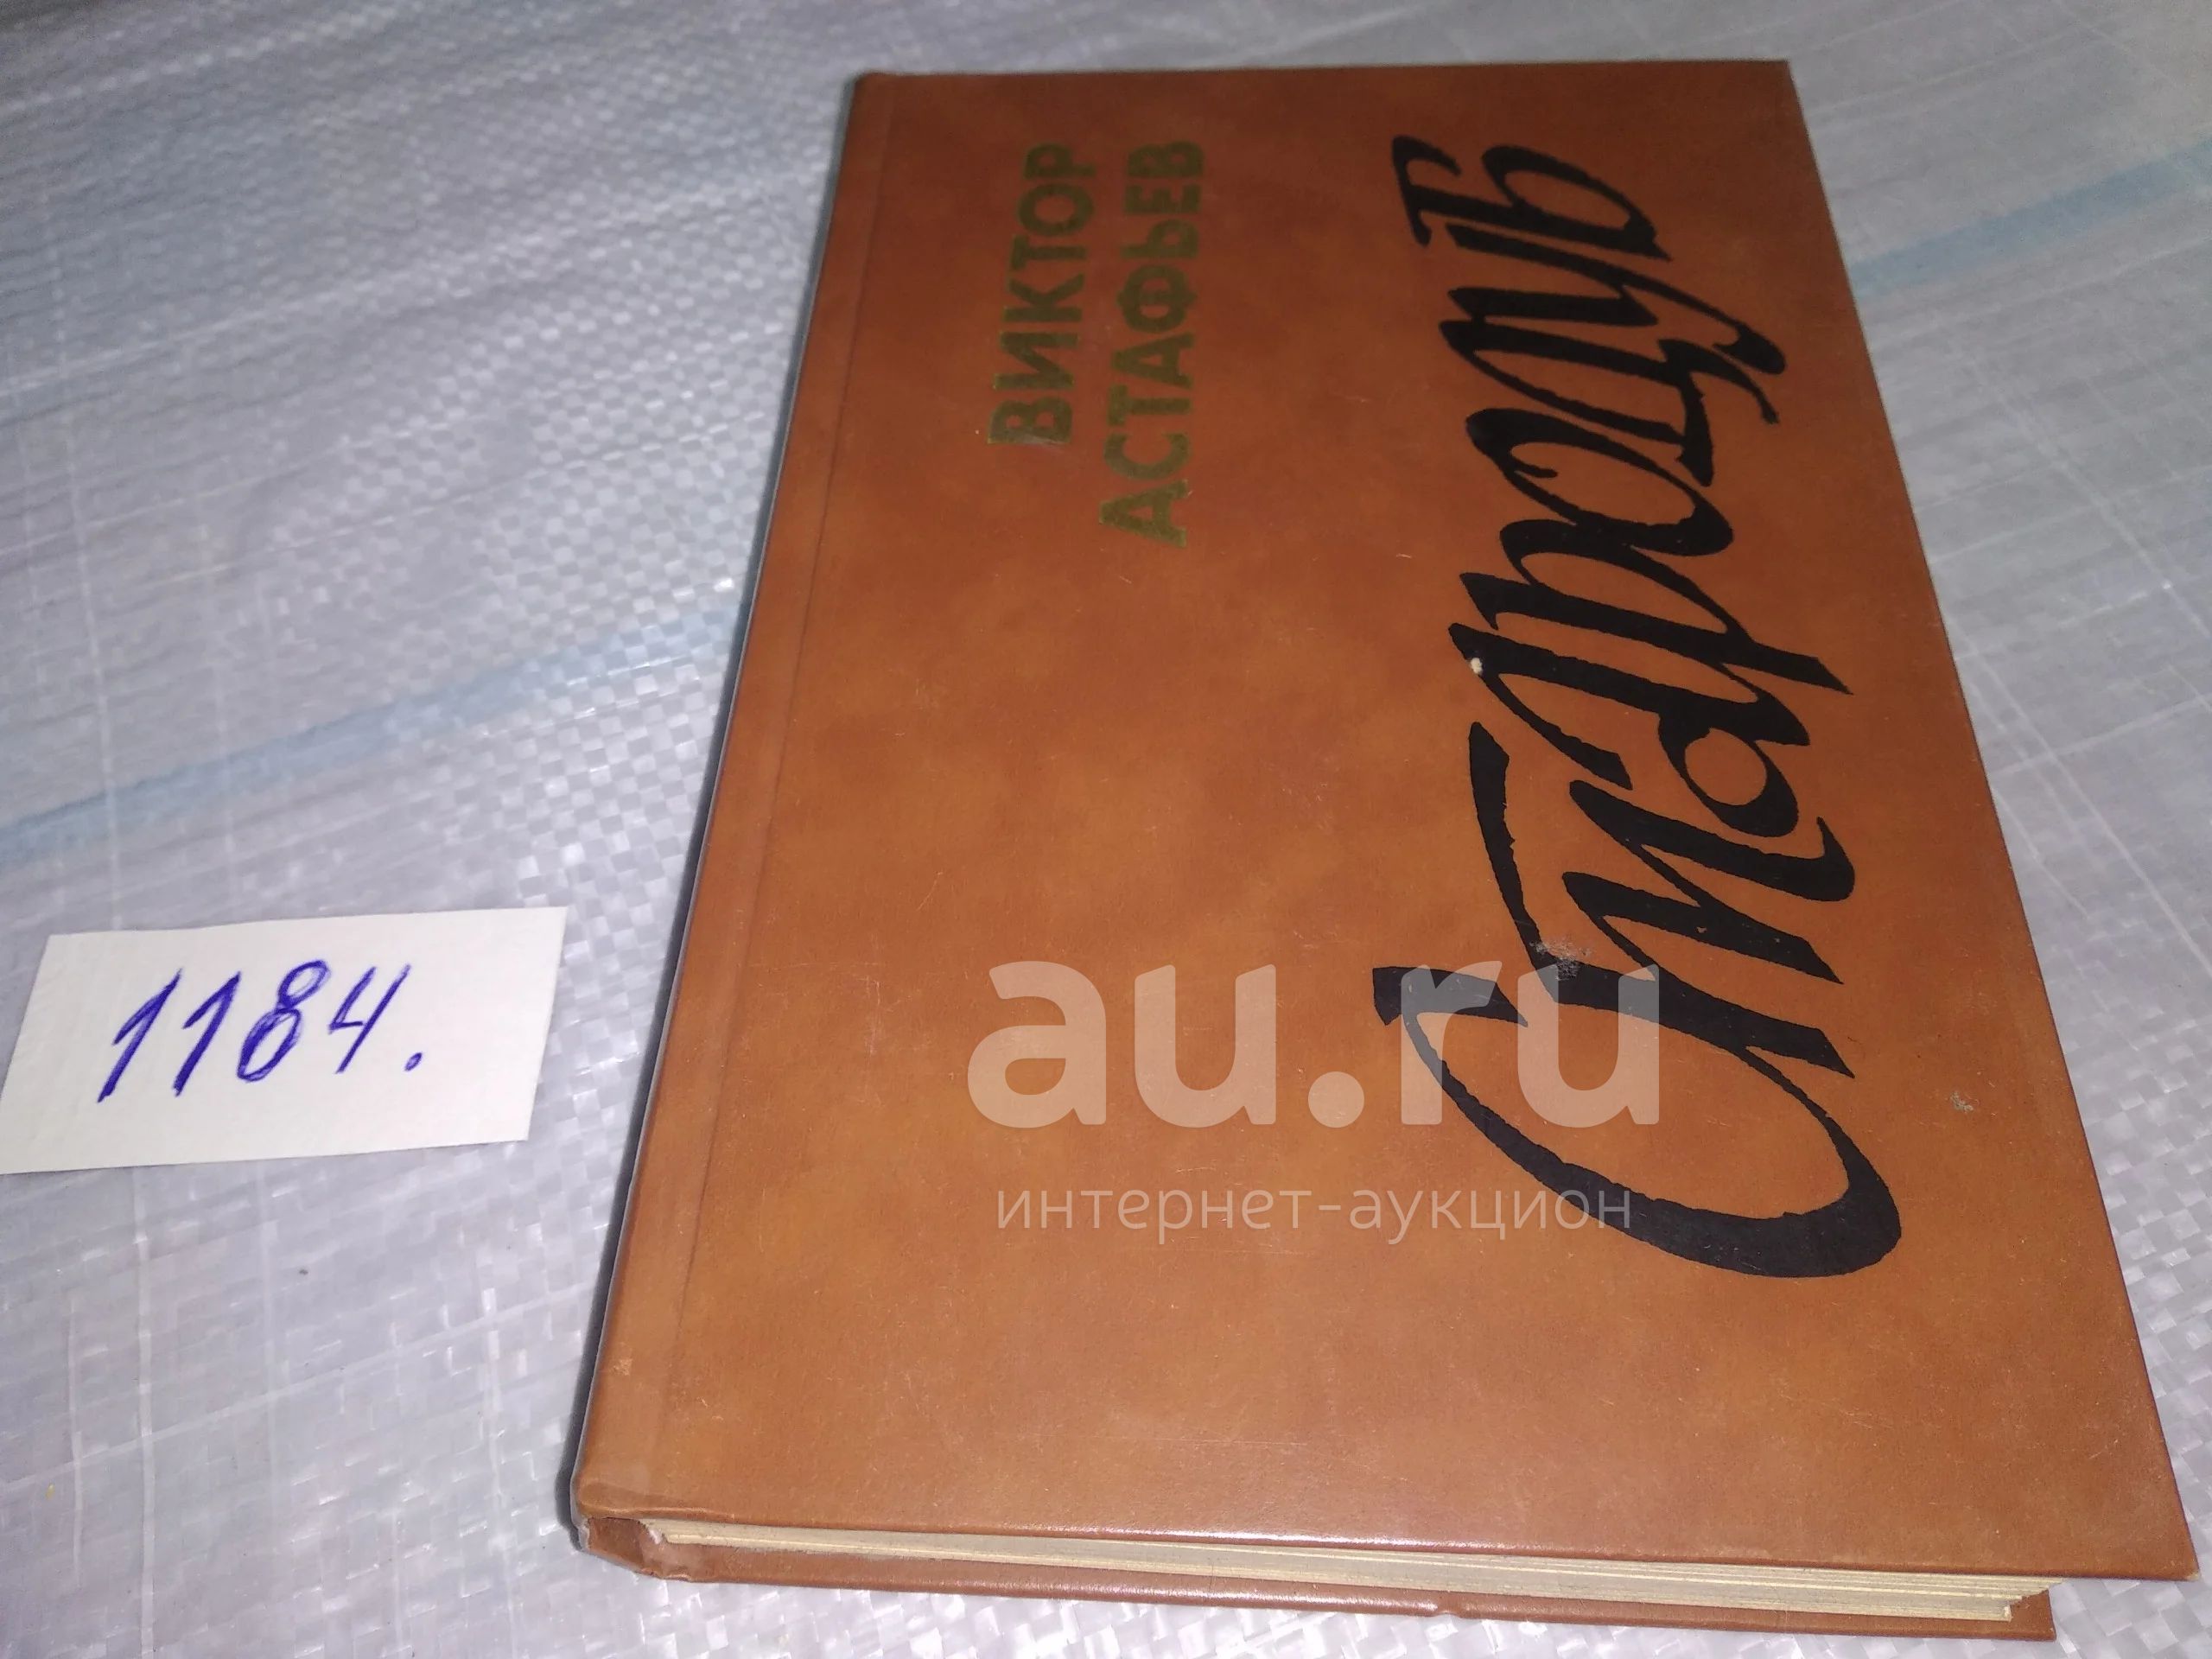 ВИКТОР
АСТАФЬЕВ
Стародуб
1184.
au.ru
интернет-аукцион